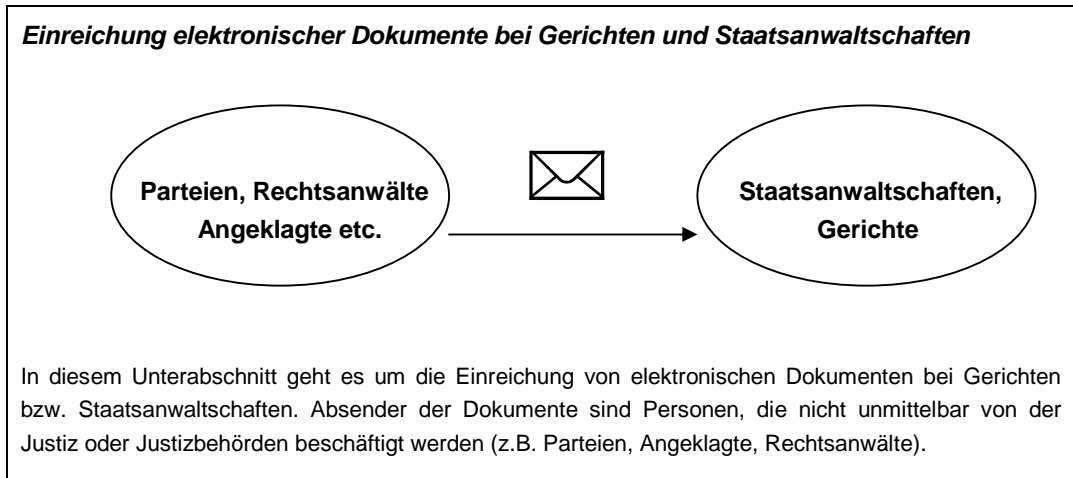 Einreichung elektronischer Dokumente bei Gerichten und Staatsanwaltschaften
Parteien, Rechtsanwälte
Angeklagte etc.
Staatsanwaltschaften,
Gerichte
In diesem Unterabschnitt geht es um die Einreichung von elektronischen Dokumenten bei Gerichten
bzw. Staatsanwaltschaften. Absender der Dokumente sind Personen, die nicht unmittelbar von der
Justiz oder Justizbehörden beschäftigt werden (z.B. Parteien, Angeklagte, Rechtsanwälte).